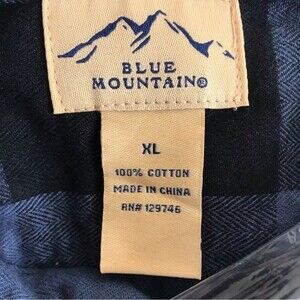 BLUE
MOUNTAIN®
XL
100% COTTON
MADE IN CHINA
RN# 129746